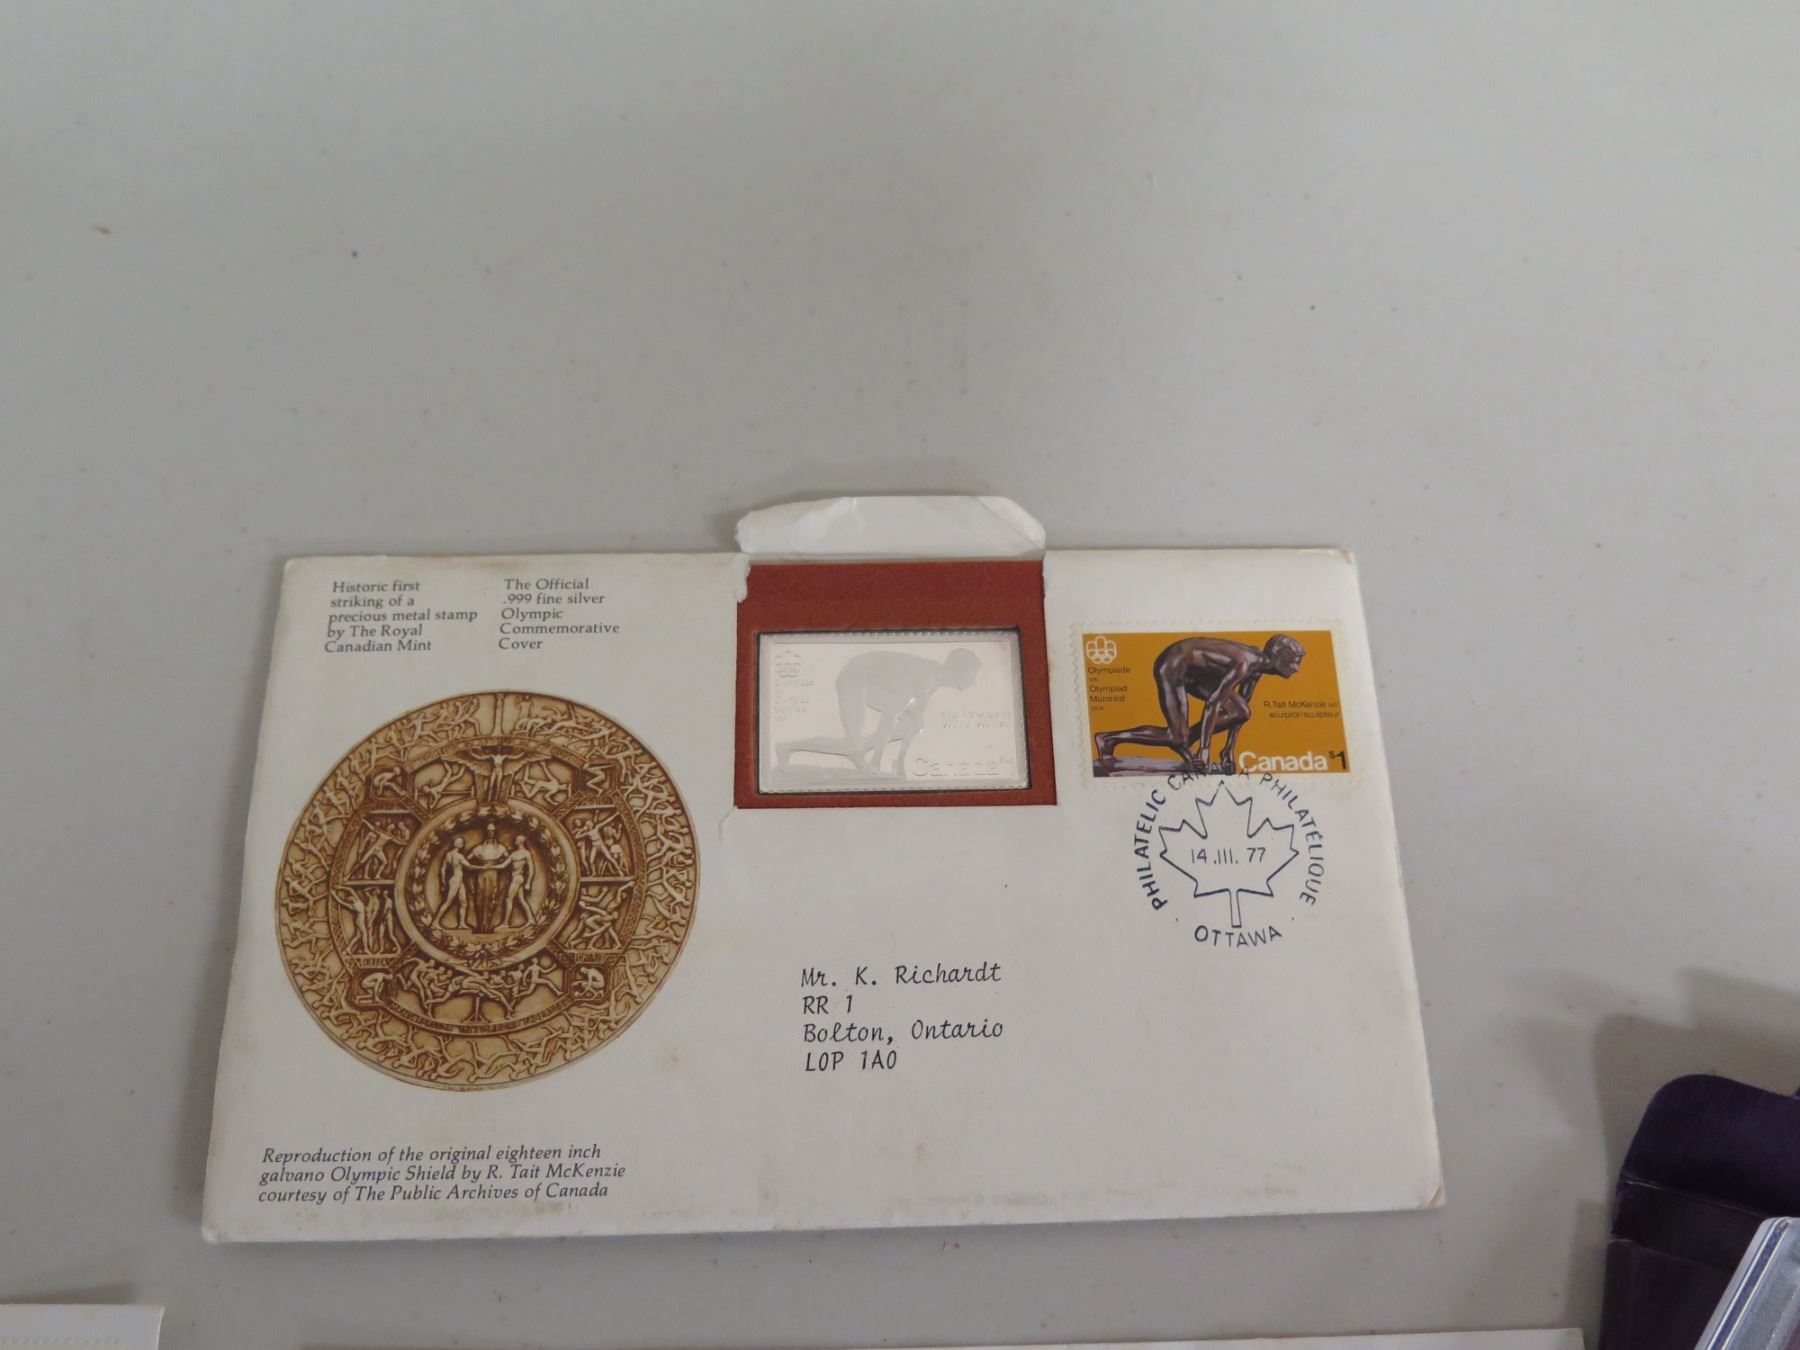 Historic first
striking of a
precious metal stamp
by The Royal
Canadian Mint
The Official
.999 fine silver
Olympic
Commemorative
Cover
Canada
Olympiade
XXI
Olympiad
Montréal
1976
R. Tait McKenzie MD
sculptor/sculpteur
Canada $1
PHILATELIC CANADA PHILATÉLIQUE
14 .III. 77
OTTAWA
Mr. K. Richardt
RR 1
Bolton, Ontario
L0P 1A0
Reproduction of the original eighteen inch
galvano Olympic Shield by R. Tait McKenzie
courtesy of The Public Archives of Canada